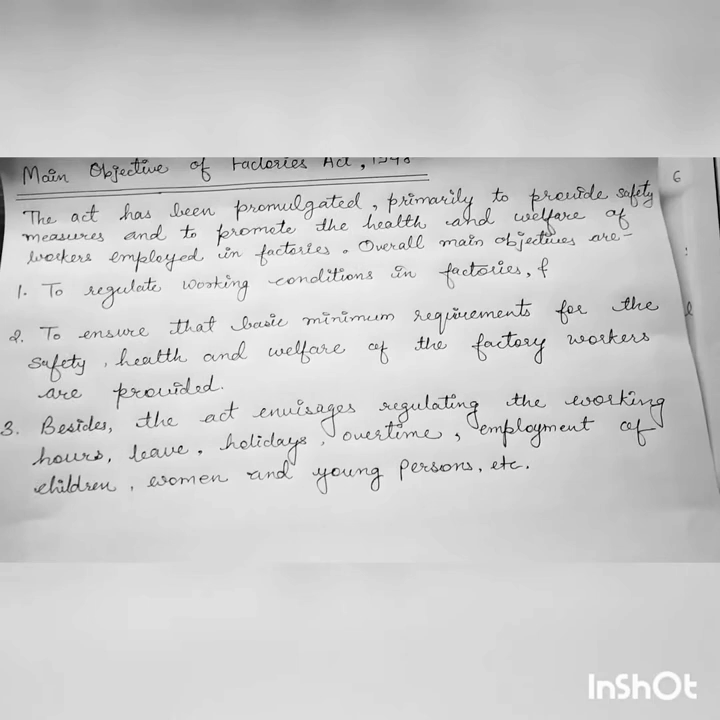 Main Objective of Factories Act, 1948
6
The act has been promulgated, primarily to provide safety
measures and to promote the health and welfare of
workers employed in factories. Overall main objectives are-
1. To regulate working conditions in factories, &
2. To ensure that basic minimum requirements for the
safety, health and welfare of the factory workers
are provided.
3. Besides, the act envisages regulating the working
hours, leave, holidays, overtime, employment of
children, women and young persons, etc.
InShOt